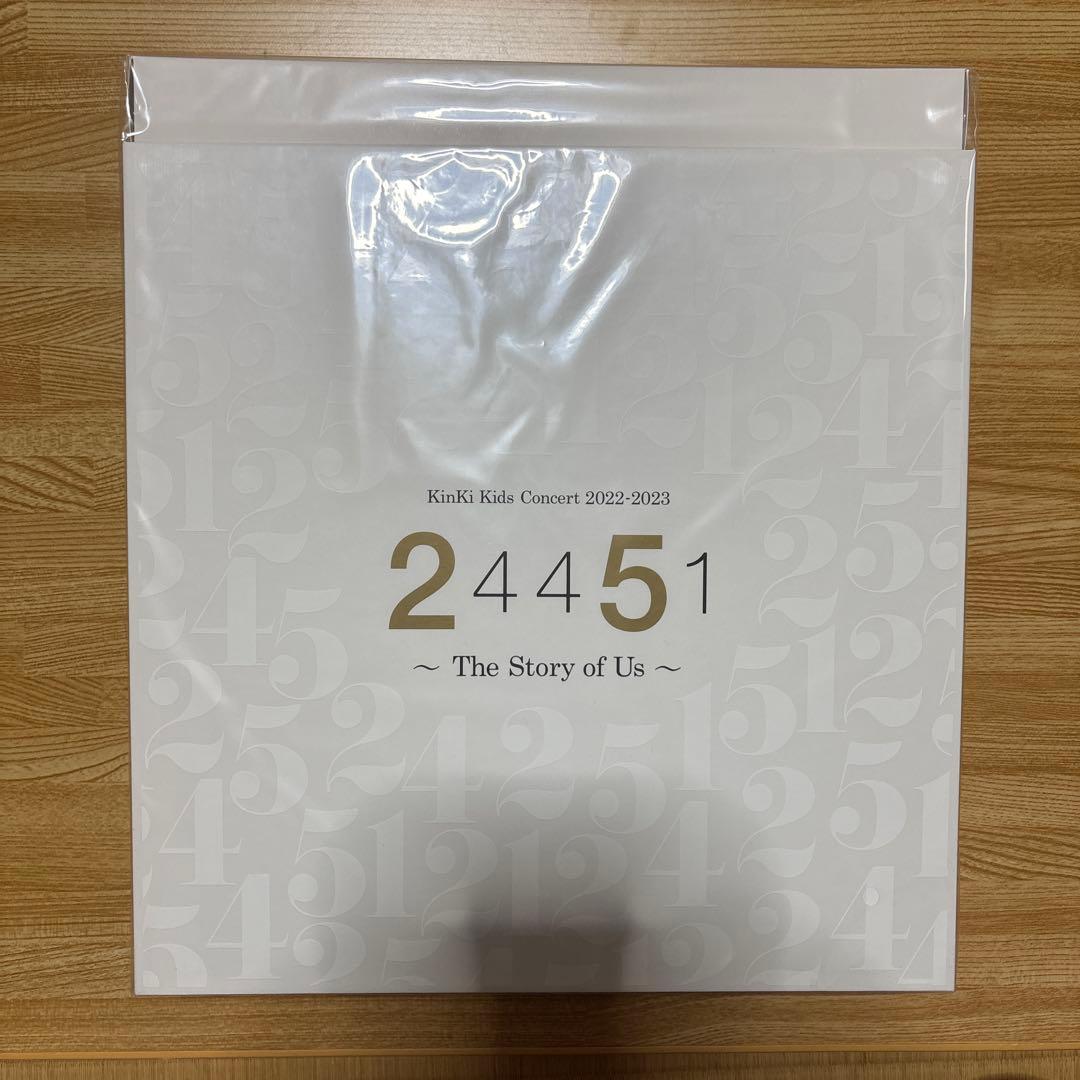 KinKi Kids Concert 2022-2023
24451
～ The Story of Us ～